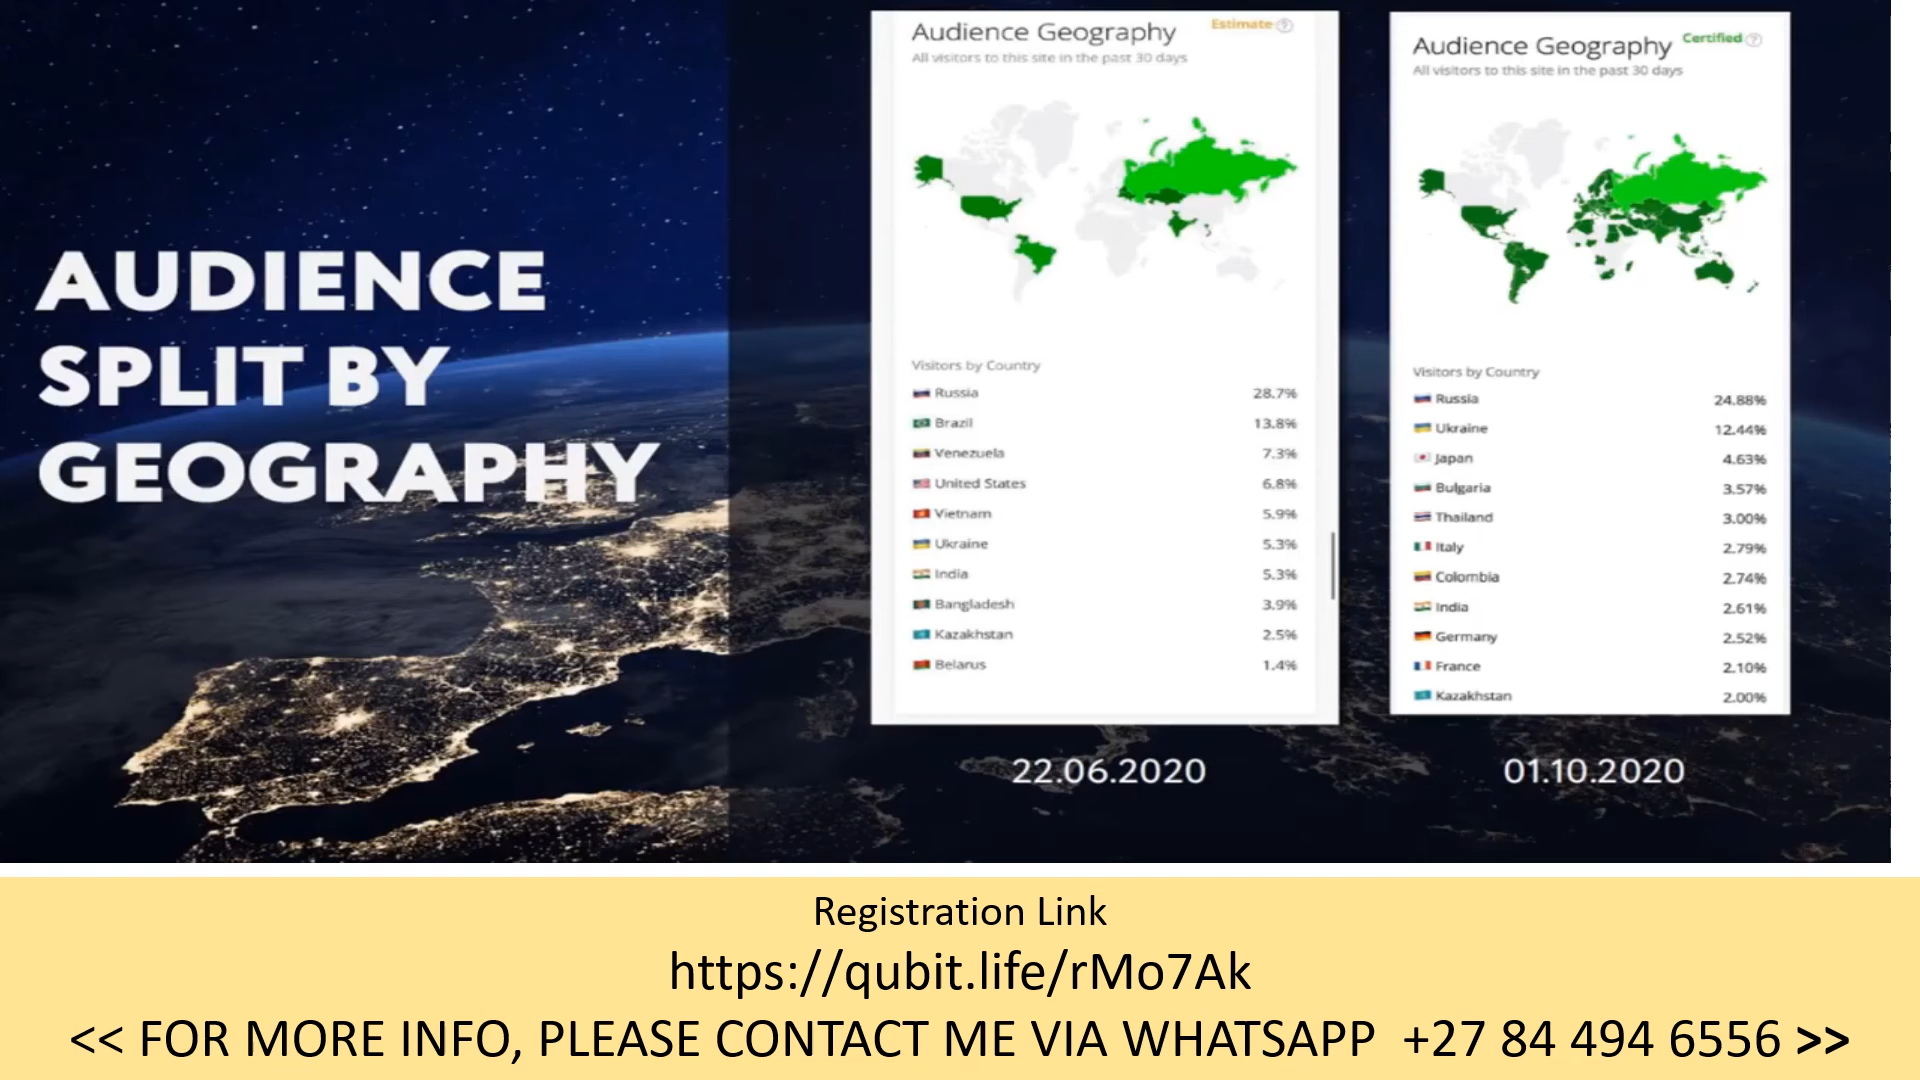 AUDIENCE
SPLIT BY
GEOGRAPHY
Audience Geography Estimate ?
All visitors to this site in the past 30 days
Visitors by Country
Russia 28.7%
Brazil 13.8%
Venezuela 7.3%
United States 6.8%
Vietnam 5.9%
Ukraine 5.3%
India 5.3%
Bangladesh 3.9%
Kazakhstan 2.5%
Belarus 1.4%
22.06.2020
Audience Geography Certified ?
All visitors to this site in the past 30 days
Visitors by Country
Russia 24.88%
Ukraine 12.44%
Japan 4.63%
Bulgaria 3.57%
Thailand 3.00%
Italy 2.79%
Colombia 2.74%
India 2.61%
Germany 2.52%
France 2.10%
Kazakhstan 2.00%
01.10.2020
Registration Link
https://qubit.life/rMo7Ak
<< FOR MORE INFO, PLEASE CONTACT ME VIA WHATSAPP +27 84 494 6556 >>